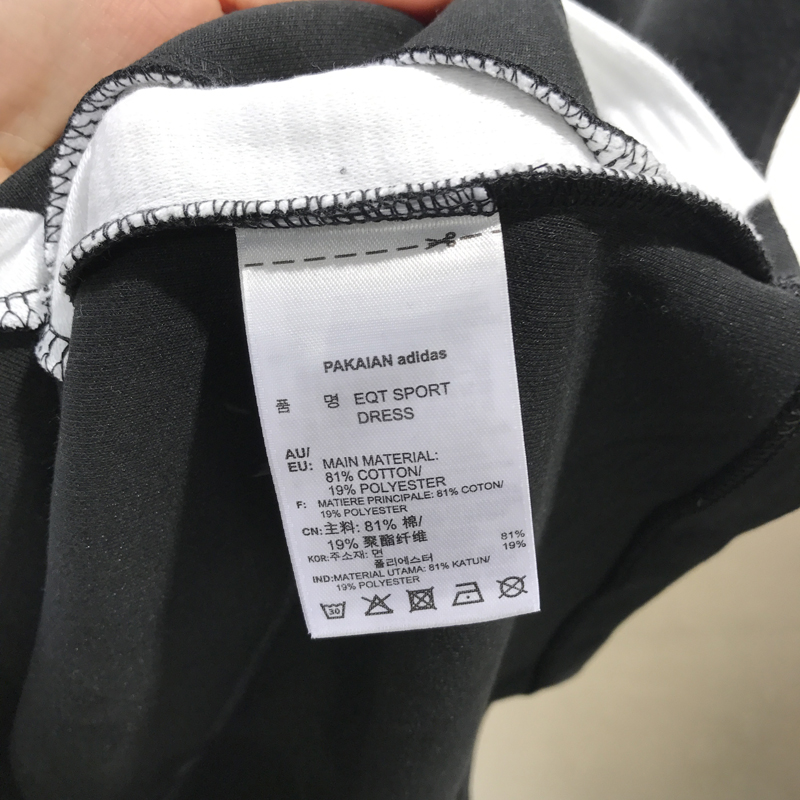 PAKAIAN adidas
품 명 EQT SPORT
DRESS
AU/
EU: MAIN MATERIAL:
81% COTTON/
19% POLYESTER
F: MATIERE PRINCIPALE: 81% COTON/
19% POLYESTER
CN:主料: 81% 棉/
19% 聚酯纤维
KOR:주소재: 면 81%
폴리에스터 19%
IND:MATERIAL UTAMA: 81% KATUN/
19% POLYESTER
30